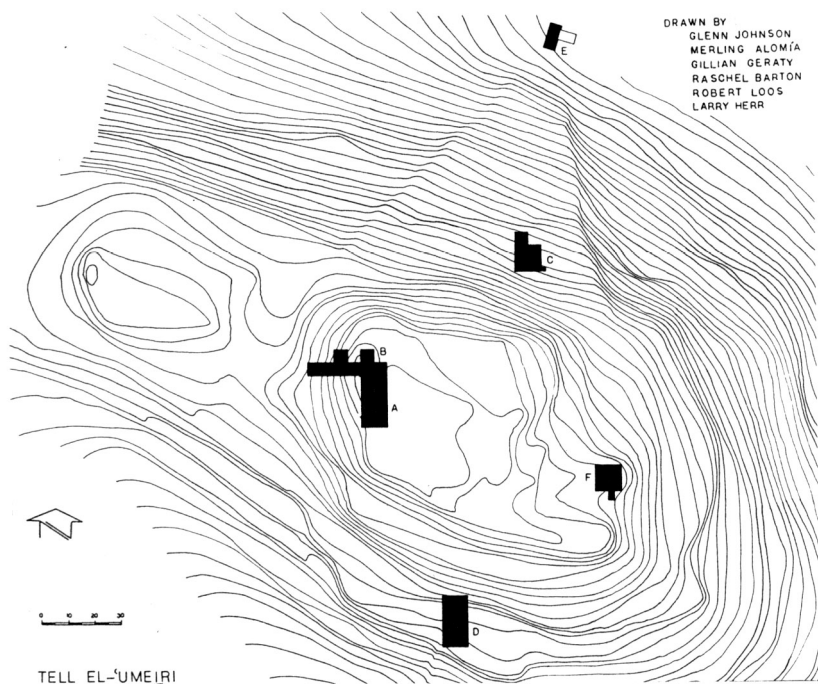 DRAWN BY
GLENN JOHNSON
MERLING ALOMÍA
GILLIAN GERATY
RASCHEL BARTON
ROBERT LOOS
LARRY HERR
E
C
B
A
F
D
N
0 10 20 30
TELL EL-ʿUMEIRI